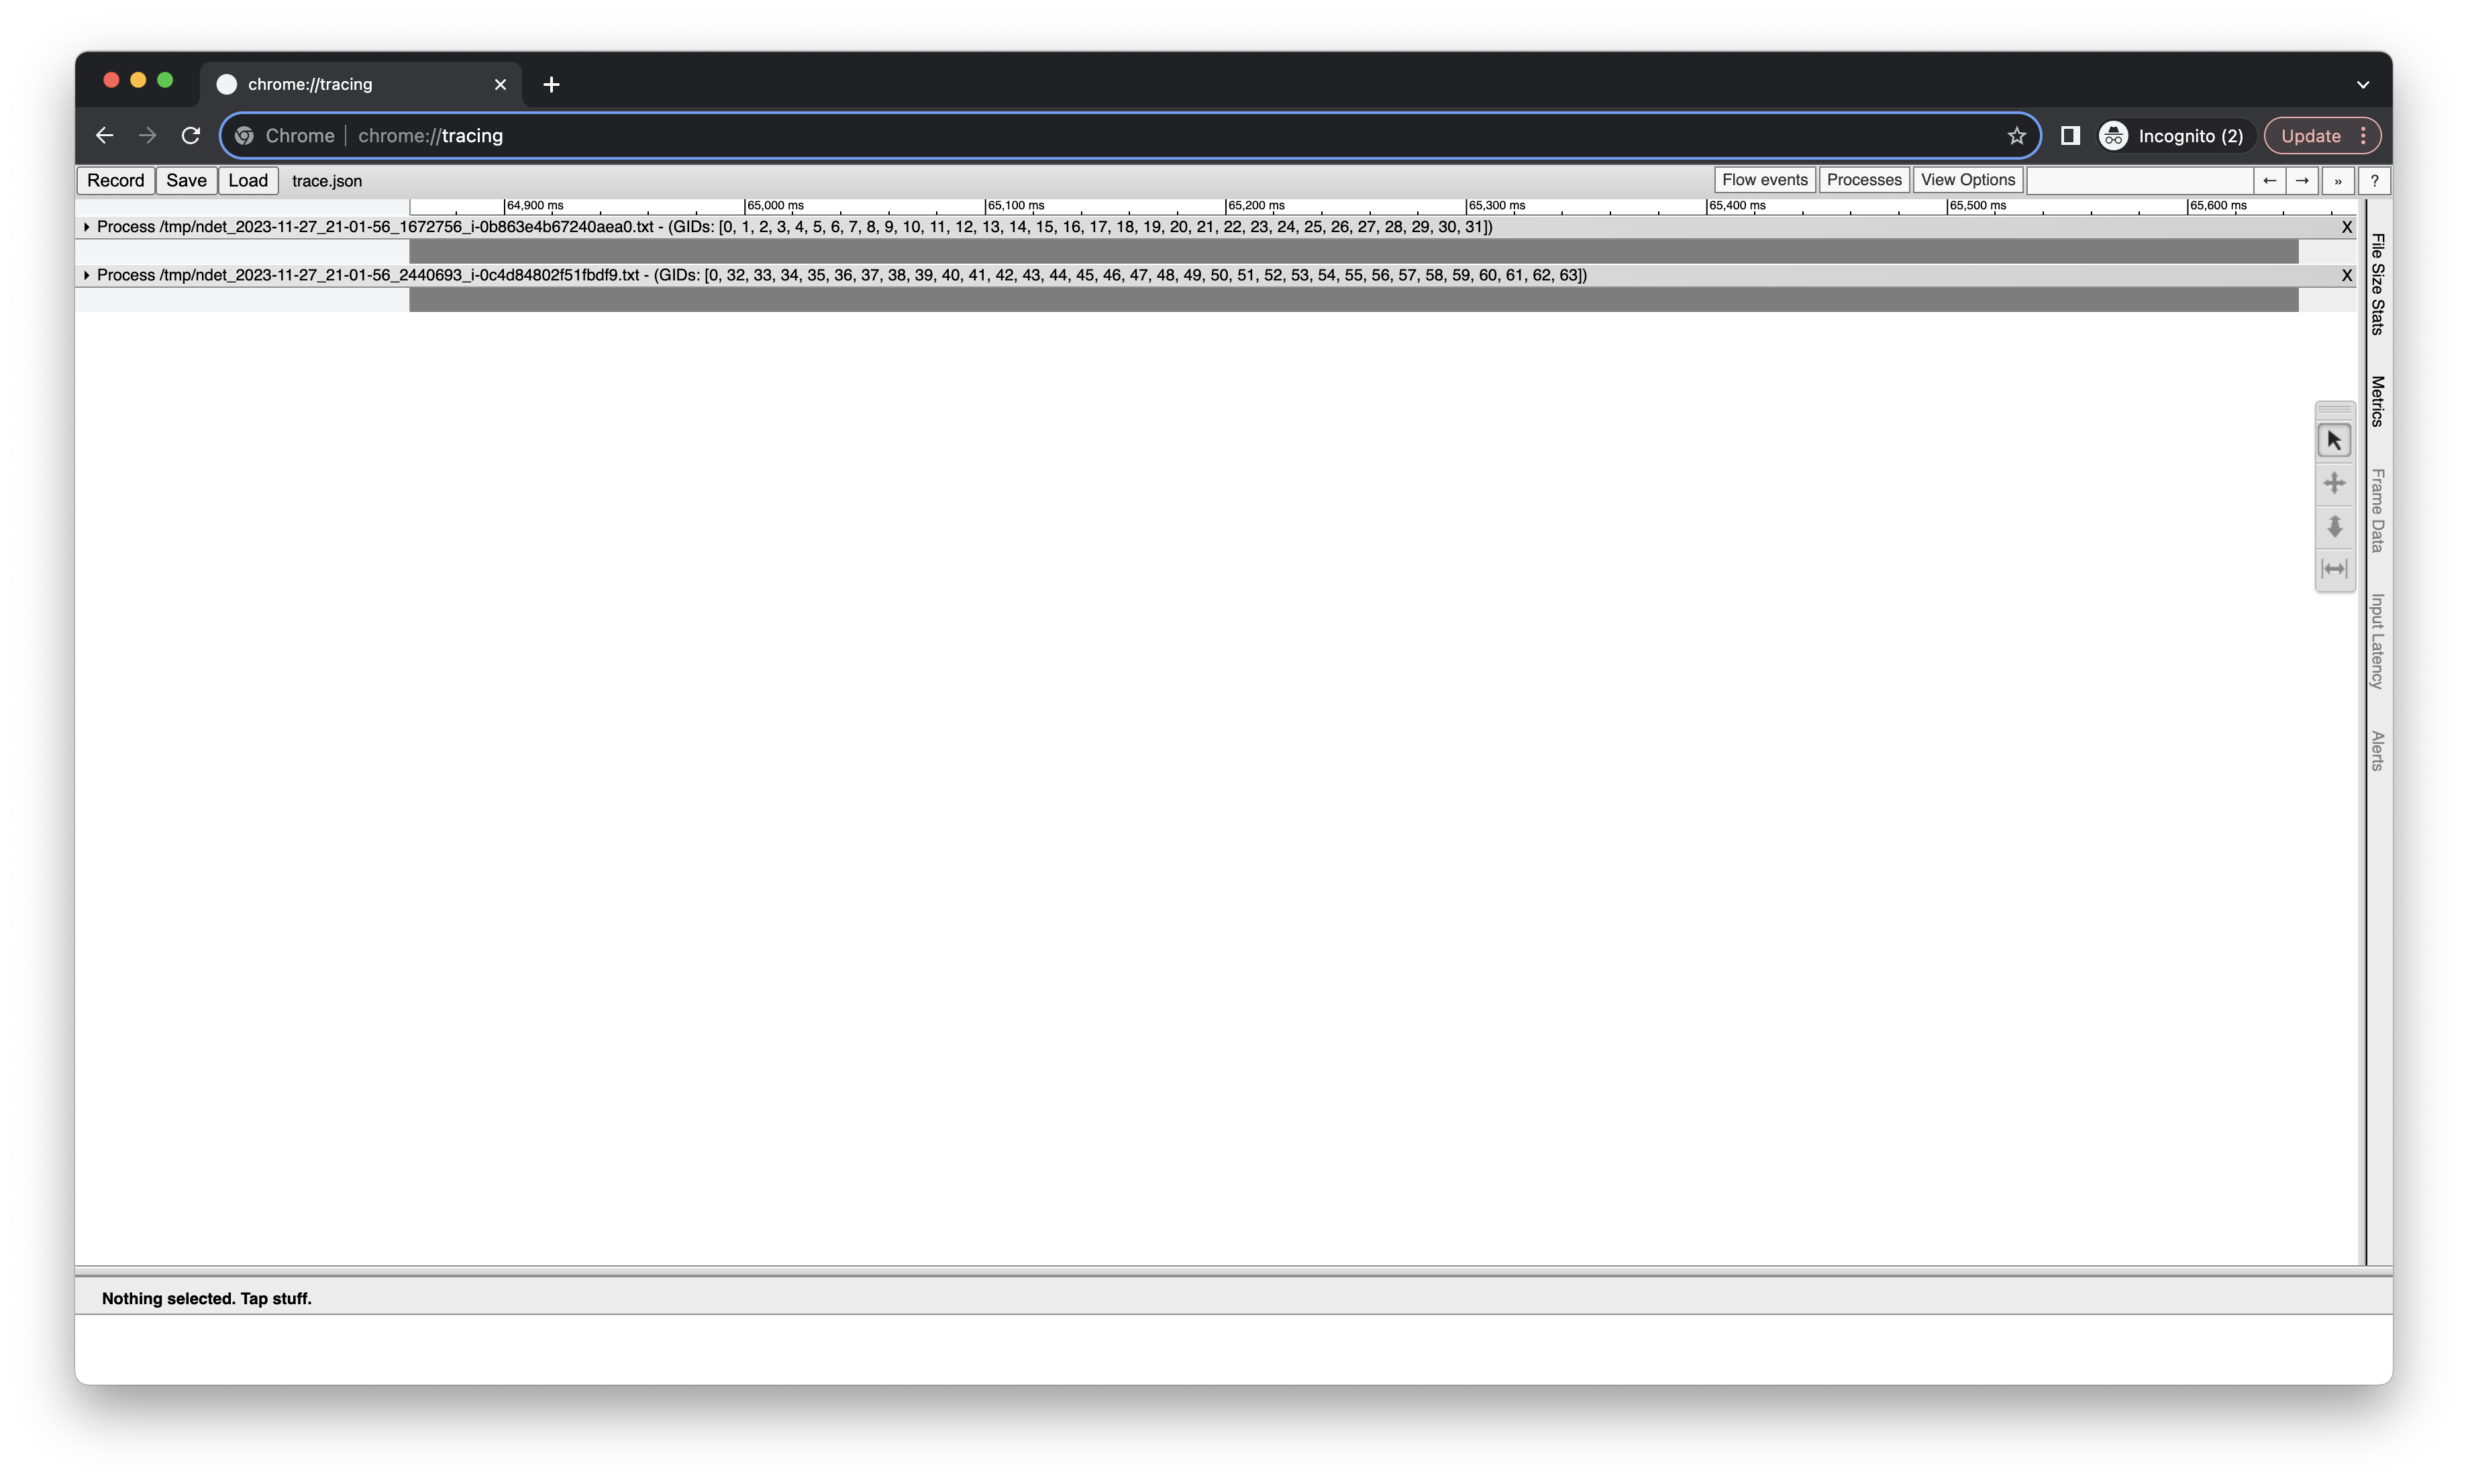 chrome://tracing
Chrome chrome://tracing Incognito (2) Update
Record Save Load trace.json Flow events Processes View Options ← → » ?
64,900 ms 65,000 ms 65,100 ms 65,200 ms 65,300 ms 65,400 ms 65,500 ms 65,600 ms
Process /tmp/ndet_2023-11-27_21-01-56_1672756_i-0b863e4b67240aea0.txt - (GIDs: [0, 1, 2, 3, 4, 5, 6, 7, 8, 9, 10, 11, 12, 13, 14, 15, 16, 17, 18, 19, 20, 21, 22, 23, 24, 25, 26, 27, 28, 29, 30, 31]) X
Process /tmp/ndet_2023-11-27_21-01-56_2440693_i-0c4d84802f51fbdf9.txt - (GIDs: [0, 32, 33, 34, 35, 36, 37, 38, 39, 40, 41, 42, 43, 44, 45, 46, 47, 48, 49, 50, 51, 52, 53, 54, 55, 56, 57, 58, 59, 60, 61, 62, 63]) X
File Size Stats
Metrics
Frame Data
Input Latency
Alerts
Nothing selected. Tap stuff.